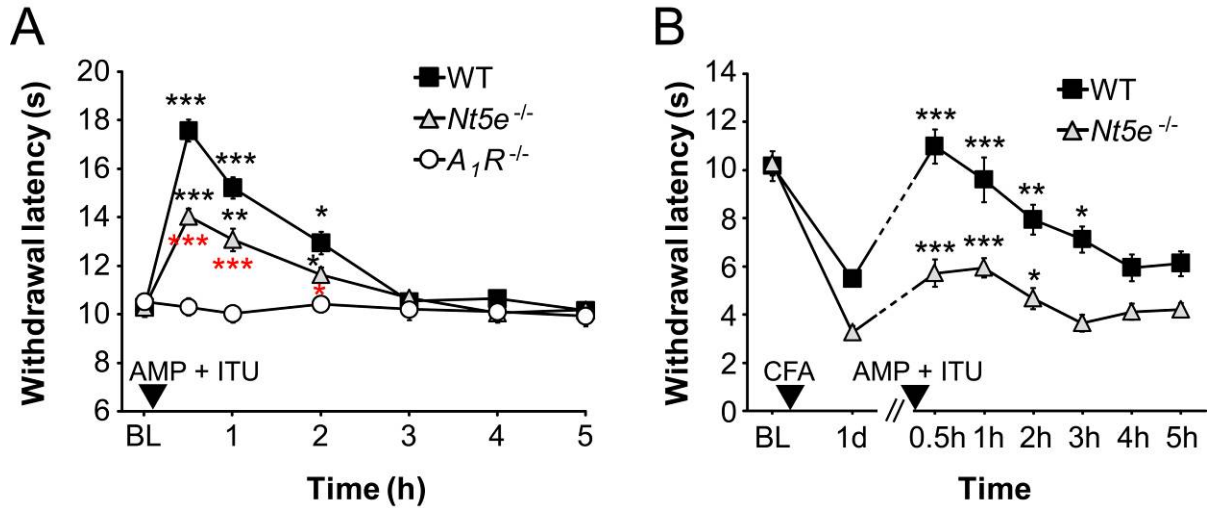 A
Withdrawal latency (s)
20
18
16
14
12
10
8
6
WT
Nt5e -/-
A1R -/-
***
***
***
**
***
***
*
*
*
AMP + ITU
BL
1
2
3
4
5
Time (h)
B
Withdrawal latency (s)
14
12
10
8
6
4
2
0
WT
Nt5e -/-
***
***
**
*
***
***
*
CFA
AMP + ITU
//
BL
1d
0.5h
1h
2h
3h
4h
5h
Time